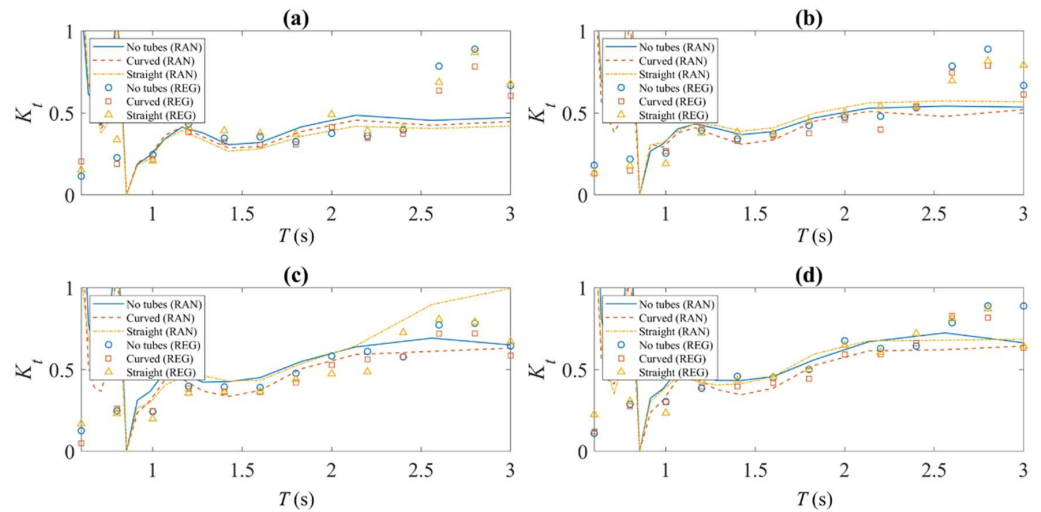 (a)
1
No tubes (RAN)
Curved (RAN)
Straight (RAN)
No tubes (REG)
Curved (REG)
Straight (REG)
0.5
0
K_t
1
1.5
2
2.5
3
T (s)
(b)
1
No tubes (RAN)
Curved (RAN)
Straight (RAN)
No tubes (REG)
Curved (REG)
Straight (REG)
0.5
0
K_t
1
1.5
2
2.5
3
T (s)
(c)
1
No tubes (RAN)
Curved (RAN)
Straight (RAN)
No tubes (REG)
Curved (REG)
Straight (REG)
0.5
0
K_t
1
1.5
2
2.5
3
T (s)
(d)
1
No tubes (RAN)
Curved (RAN)
Straight (RAN)
No tubes (REG)
Curved (REG)
Straight (REG)
0.5
0
K_t
1
1.5
2
2.5
3
T (s)